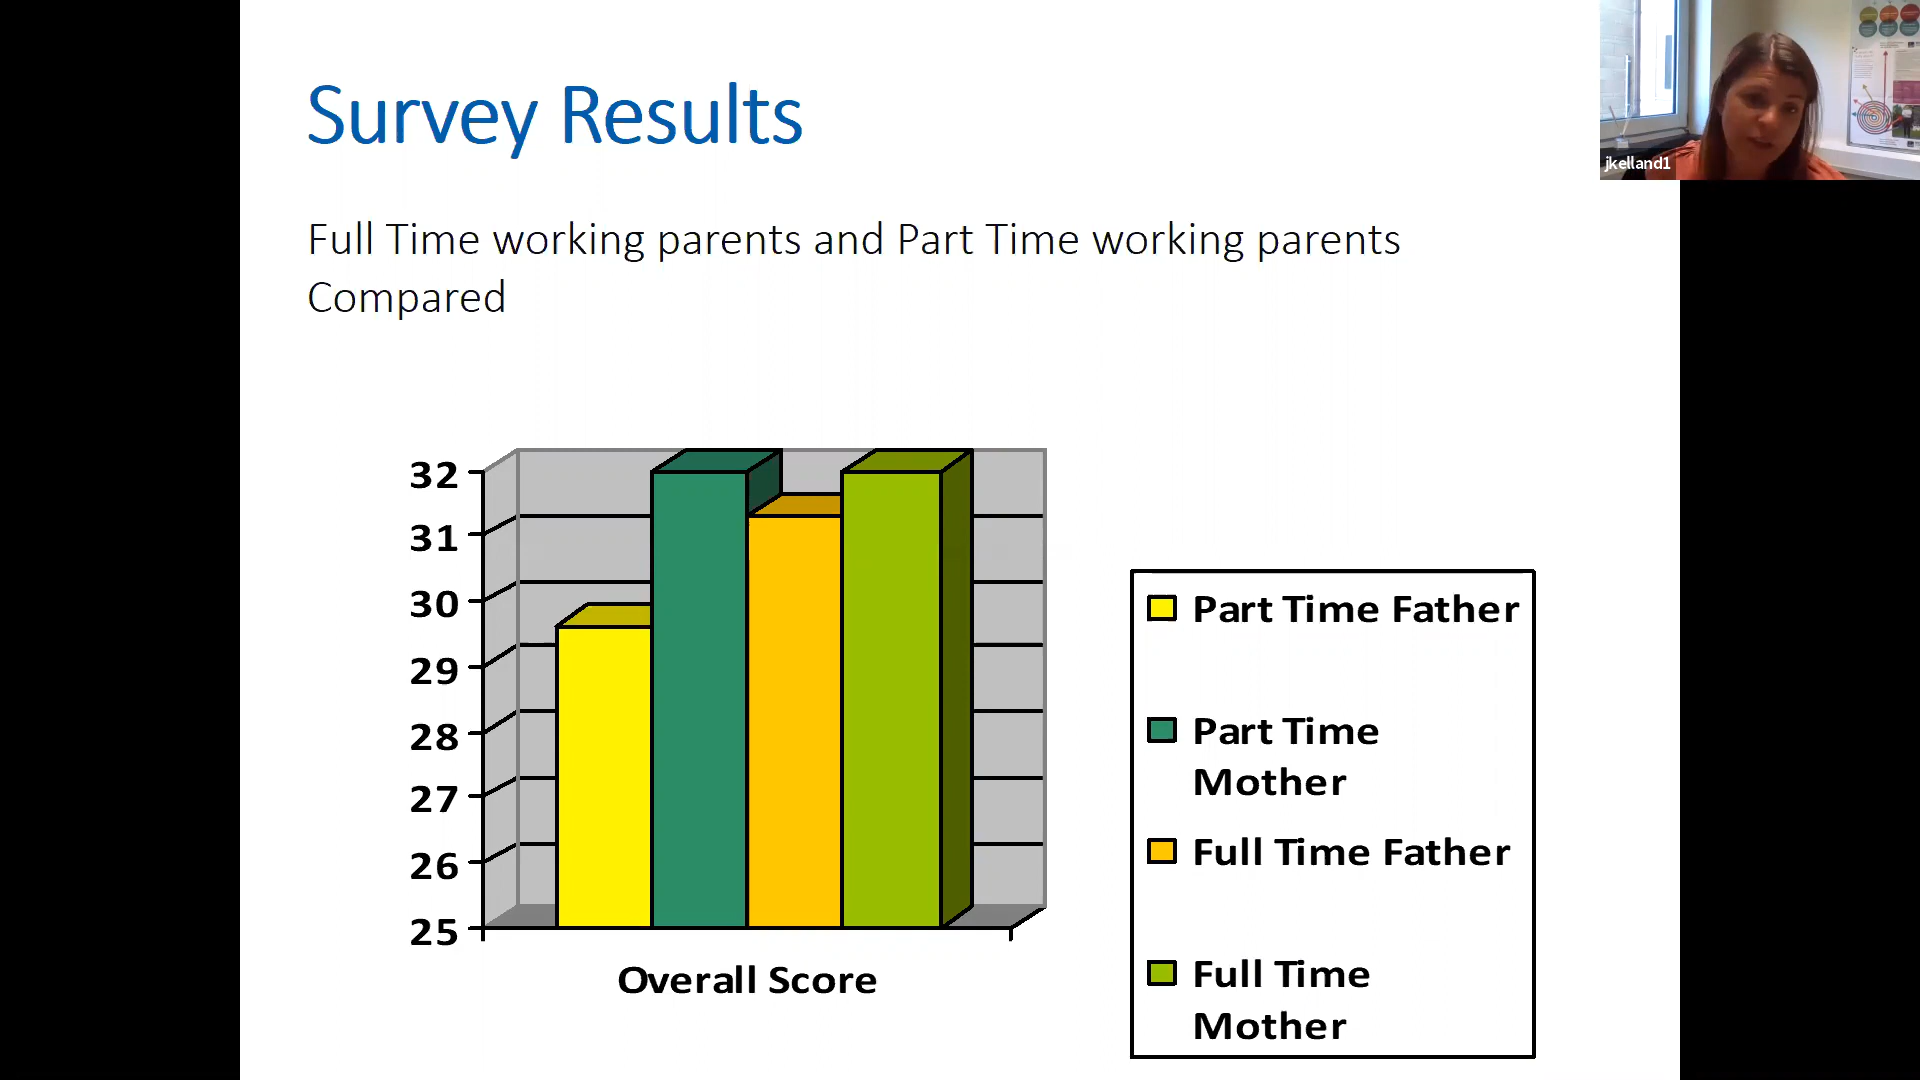 Survey Results
jkelland1
Full Time working parents and Part Time working parents
Compared
32
31
30
29
28
27
26
25
Overall Score
Part Time Father
Part Time
Mother
Full Time Father
Full Time
Mother